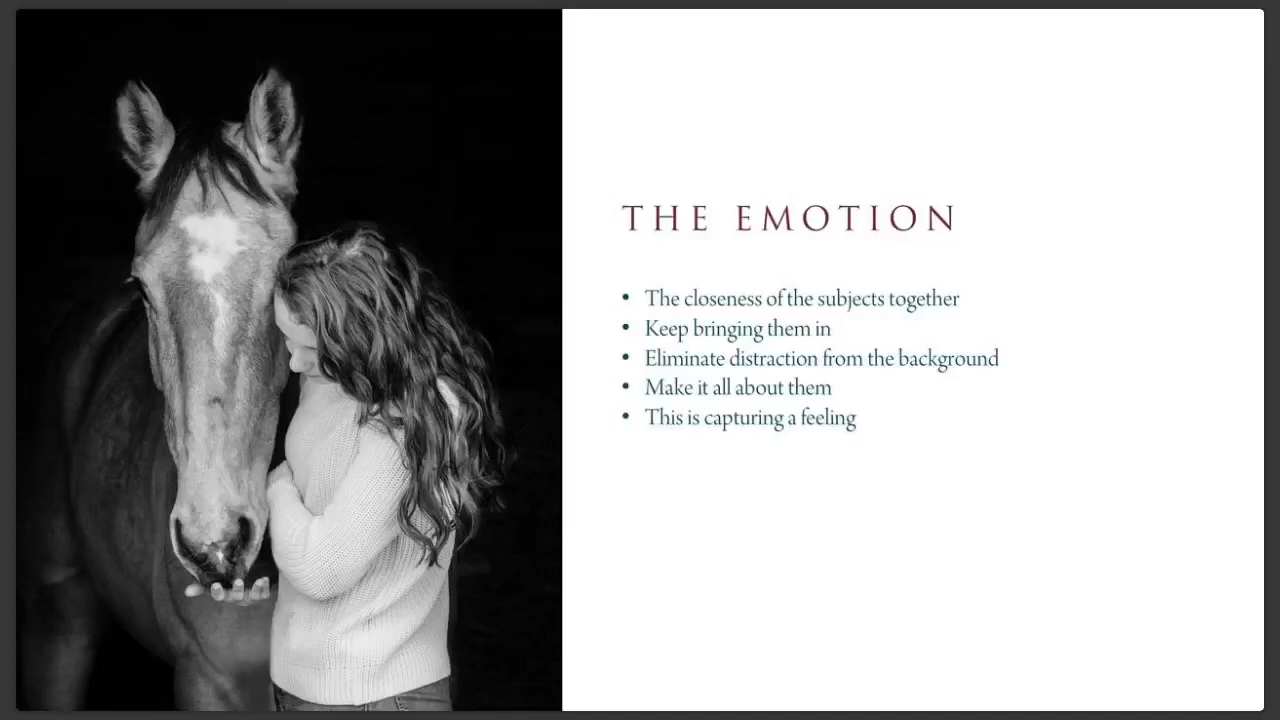 THE EMOTION
• The closeness of the subjects together
• Keep bringing them in
• Eliminate distraction from the background
• Make it all about them
• This is capturing a feeling